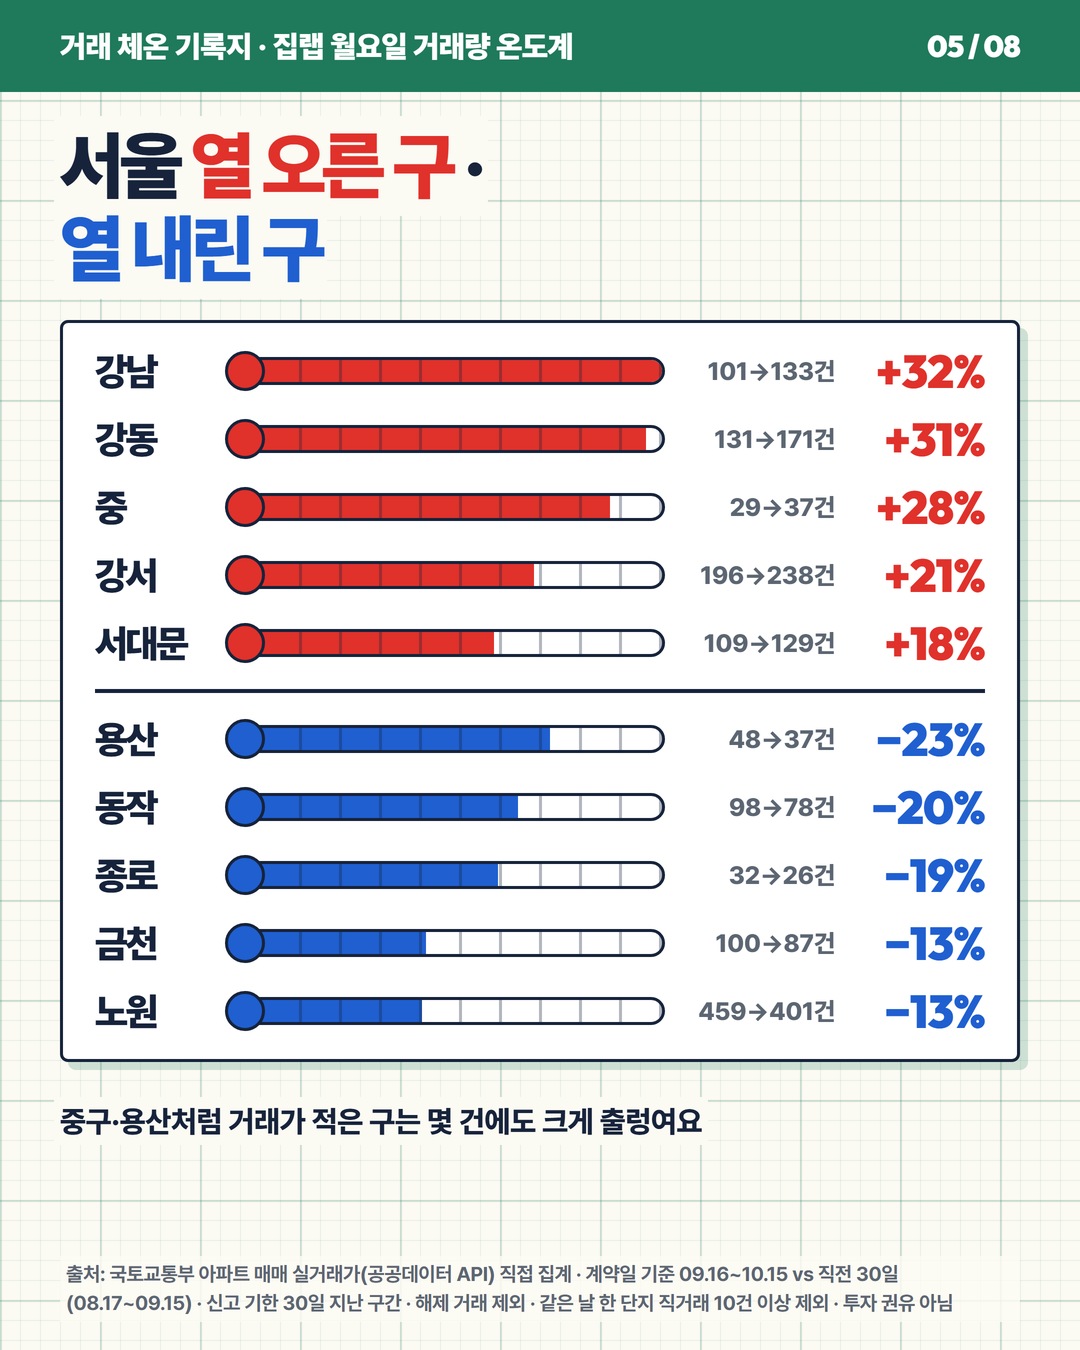 거래 체온 기록지 · 집랩 월요일 거래량 온도계
05 / 08
서울 열 오른 구 ·
열 내린 구
강남 101→133건 +32%
강동 131→171건 +31%
중 29→37건 +28%
강서 196→238건 +21%
서대문 109→129건 +18%
용산 48→37건 −23%
동작 98→78건 −20%
종로 32→26건 −19%
금천 100→87건 −13%
노원 459→401건 −13%
중구·용산처럼 거래가 적은 구는 몇 건에도 크게 출렁여요
출처: 국토교통부 아파트 매매 실거래가(공공데이터 API) 직접 집계 · 계약일 기준 09.16~10.15 vs 직전 30일
(08.17~09.15) · 신고 기한 30일 지난 구간 · 해제 거래 제외 · 같은 날 한 단지 직거래 10건 이상 제외 · 투자 권유 아님